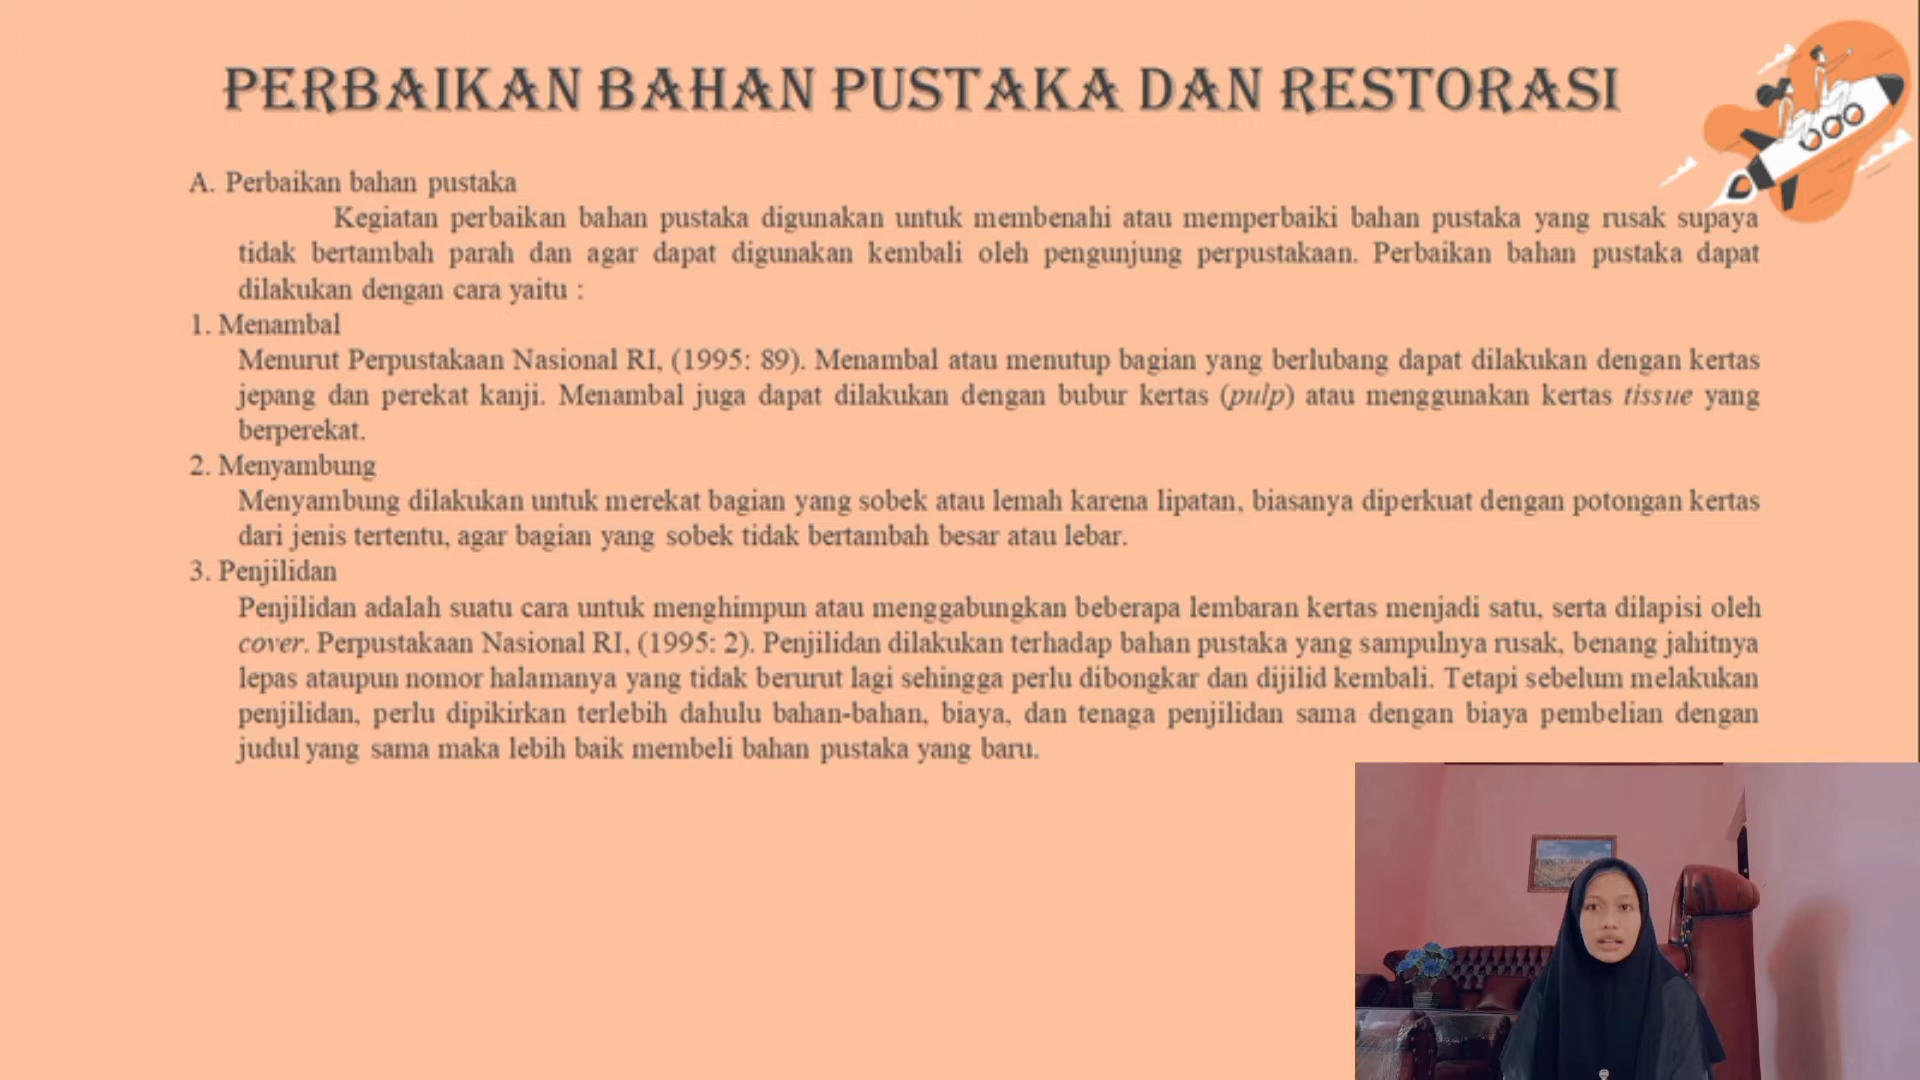 PERBAIKAN BAHAN PUSTAKA DAN RESTORASI
A. Perbaikan bahan pustaka
Kegiatan perbaikan bahan pustaka digunakan untuk membenahi atau memperbaiki bahan pustaka yang rusak supaya
tidak bertambah parah dan agar dapat digunakan kembali oleh pengunjung perpustakaan. Perbaikan bahan pustaka dapat
dilakukan dengan cara yaitu :
1. Menambal
Menurut Perpustakaan Nasional RI, (1995: 89). Menambal atau menutup bagian yang berlubang dapat dilakukan dengan kertas
jepang dan perekat kanji. Menambal juga dapat dilakukan dengan bubur kertas (pulp) atau menggunakan kertas tissue yang
berperekat.
2. Menyambung
Menyambung dilakukan untuk merekat bagian yang sobek atau lemah karena lipatan, biasanya diperkuat dengan potongan kertas
dari jenis tertentu, agar bagian yang sobek tidak bertambah besar atau lebar.
3. Penjilidan
Penjilidan adalah suatu cara untuk menghimpun atau menggabungkan beberapa lembaran kertas menjadi satu, serta dilapisi oleh
cover. Perpustakaan Nasional RI, (1995: 2). Penjilidan dilakukan terhadap bahan pustaka yang sampulnya rusak, benang jahitnya
lepas ataupun nomor halamanya yang tidak berurut lagi sehingga perlu dibongkar dan dijilid kembali. Tetapi sebelum melakukan
penjilidan, perlu dipikirkan terlebih dahulu bahan-bahan, biaya, dan tenaga penjilidan sama dengan biaya pembelian dengan
judul yang sama maka lebih baik membeli bahan pustaka yang baru.